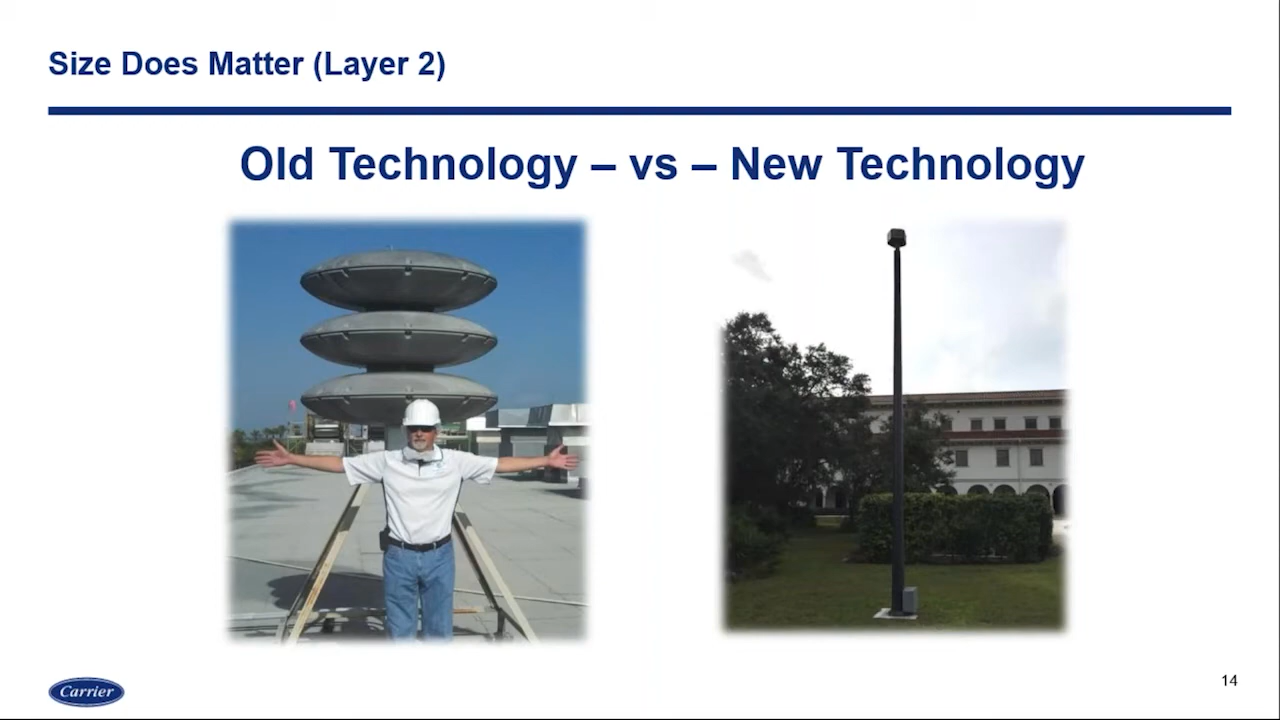 Size Does Matter (Layer 2)
Old Technology – vs – New Technology
Carrier
14